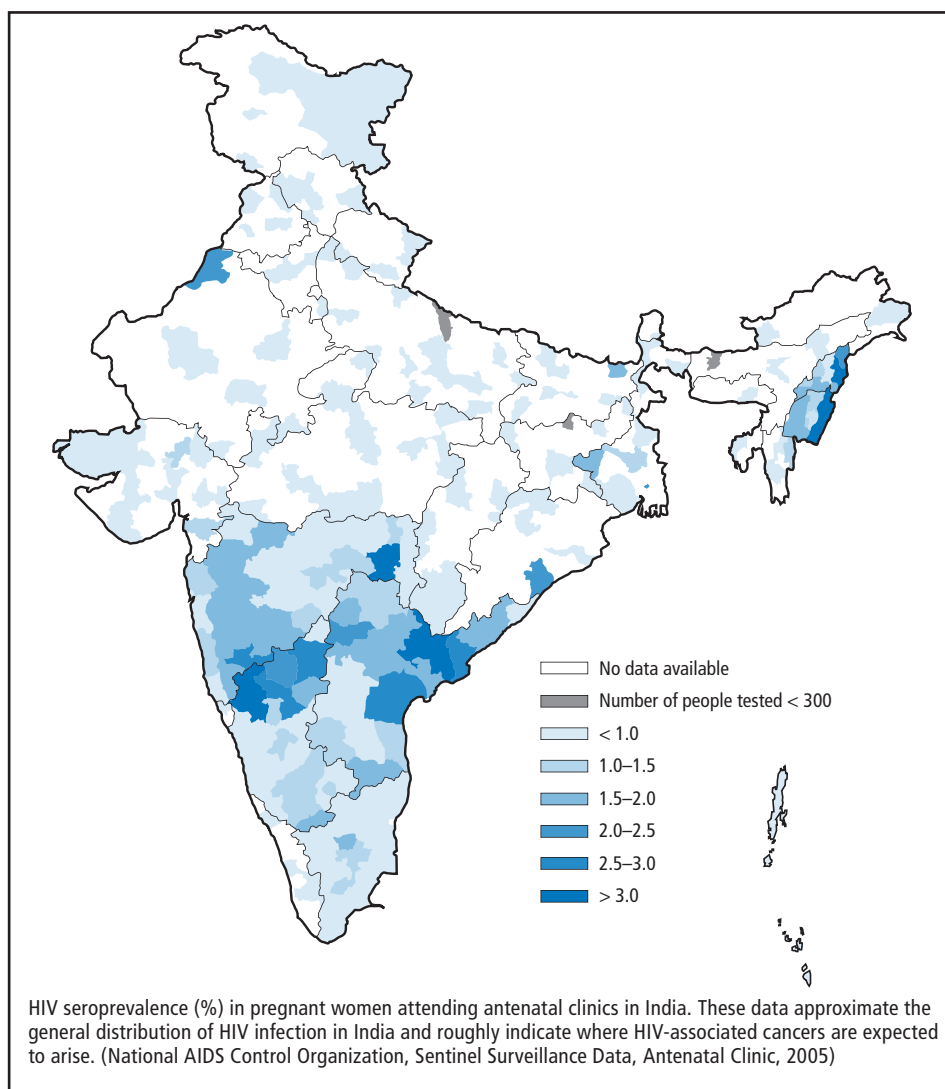 No data available
Number of people tested < 300
< 1.0
1.0–1.5
1.5–2.0
2.0–2.5
2.5–3.0
> 3.0
HIV seroprevalence (%) in pregnant women attending antenatal clinics in India. These data approximate the
general distribution of HIV infection in India and roughly indicate where HIV-associated cancers are expected
to arise. (National AIDS Control Organization, Sentinel Surveillance Data, Antenatal Clinic, 2005)